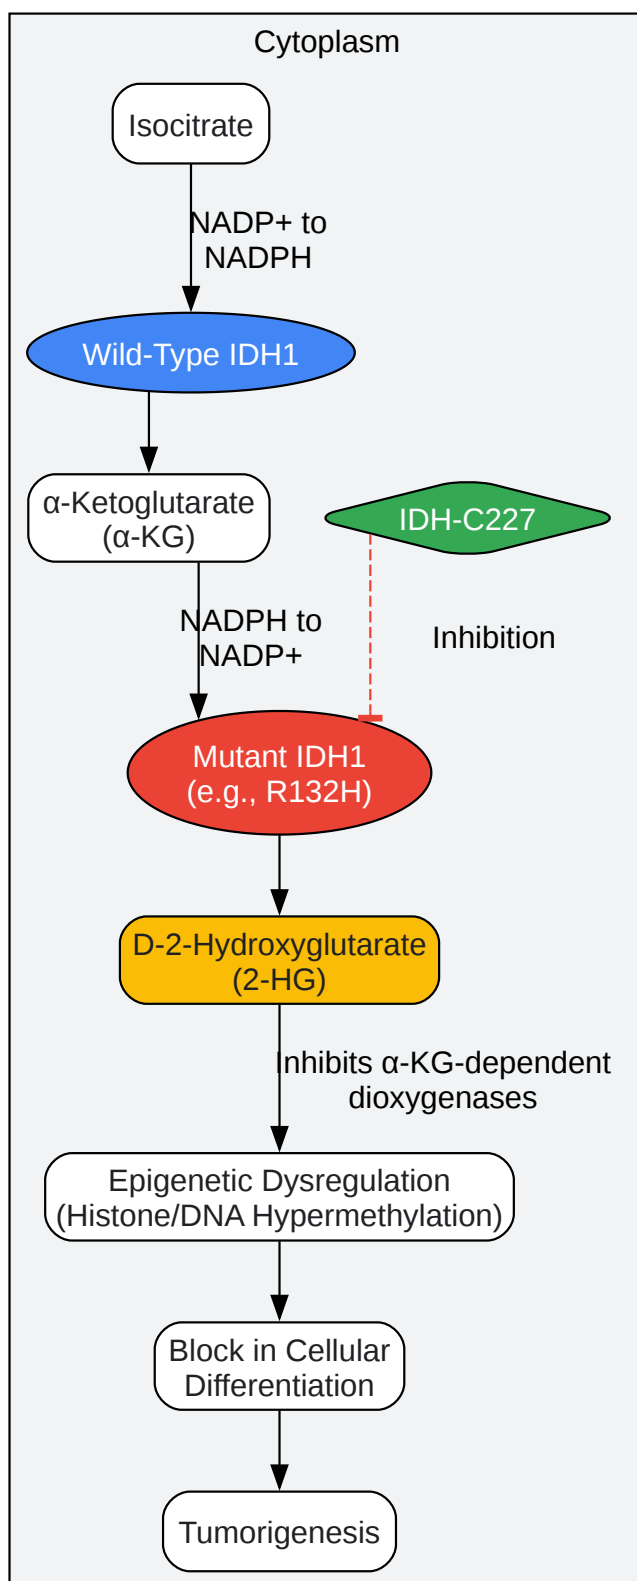 Cytoplasm
Isocitrate
NADP+ to
NADPH
Wild-Type IDH1
α-Ketoglutarate
(α-KG)
IDH-C227
NADPH to
NADP+
Inhibition
Mutant IDH1
(e.g., R132H)
D-2-Hydroxyglutarate
(2-HG)
Inhibits α-KG-dependent
dioxygenases
Epigenetic Dysregulation
(Histone/DNA Hypermethylation)
Block in Cellular
Differentiation
Tumorigenesis